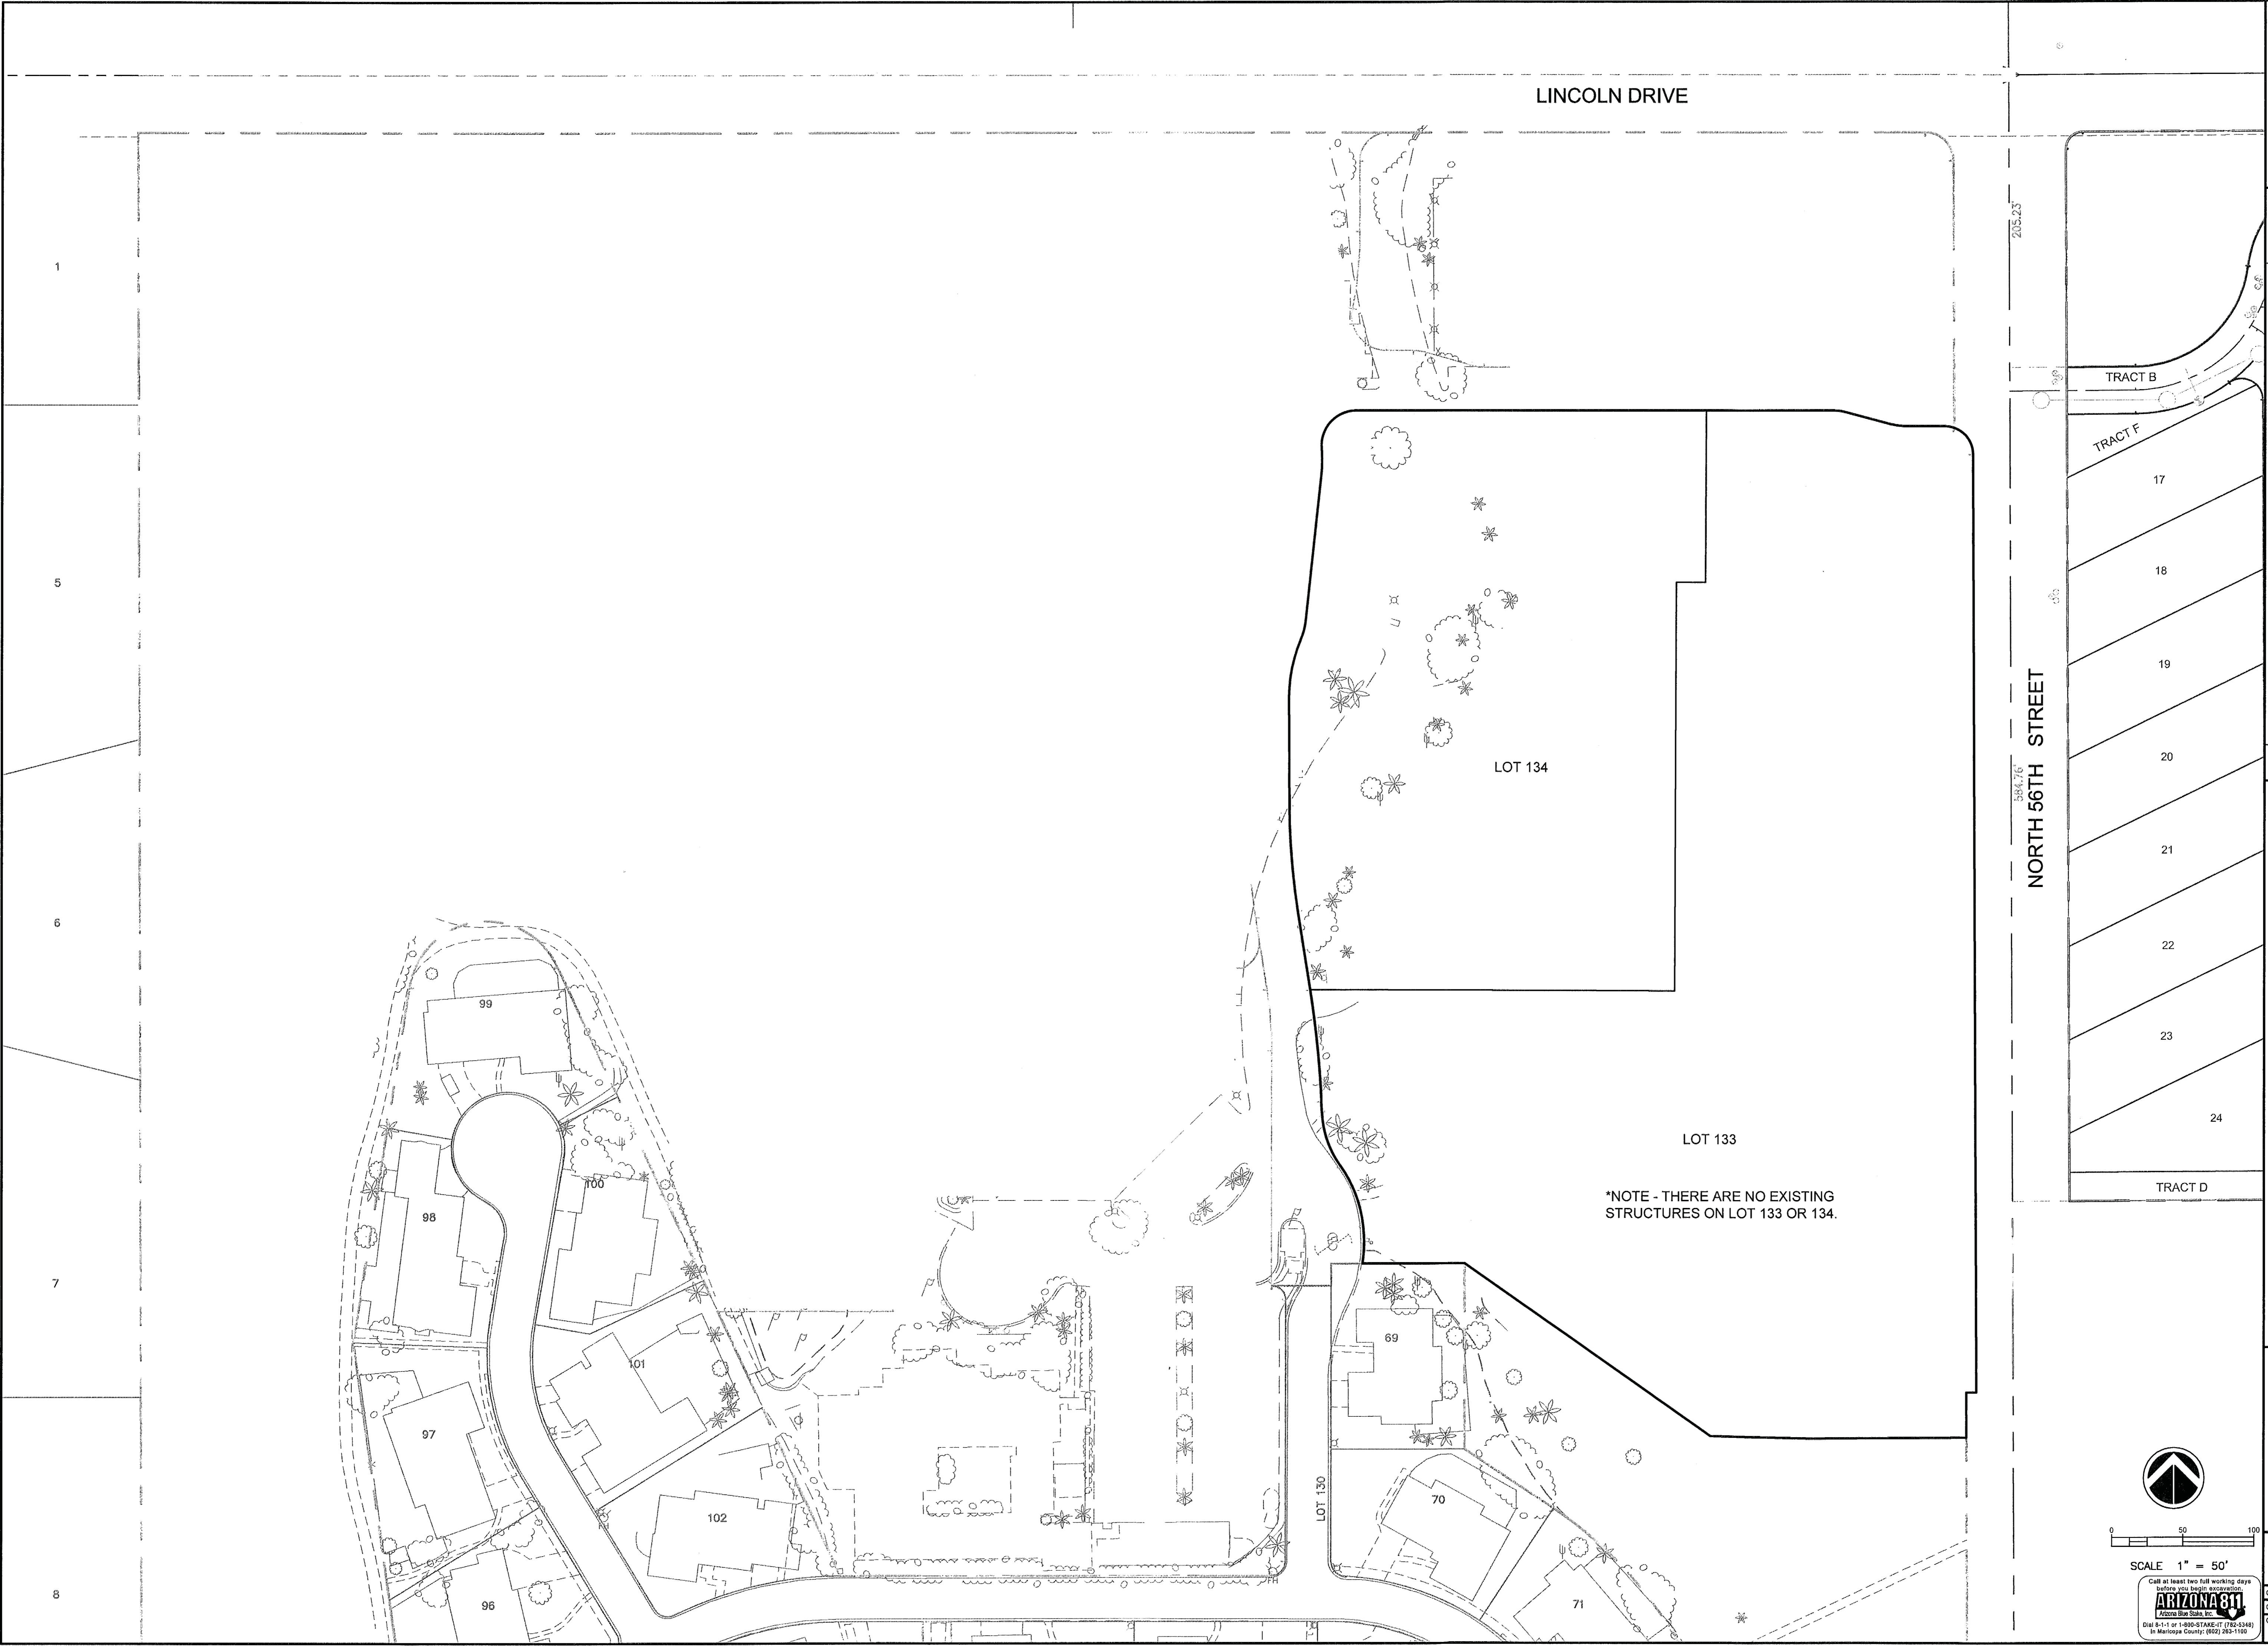 LINCOLN DRIVE
205.23'
1
TRACT B
TRACT F
17
5
18
19
NORTH 56TH STREET
584.76'
20
LOT 134
21
6
22
99
23
24
LOT 133
TRACT D
*NOTE - THERE ARE NO EXISTING
STRUCTURES ON LOT 133 OR 134.
100
98
7
69
101
97
LOT 130
70
102
96
71
8
FH
0 50 100
SCALE 1" = 50'
Call at least two full working days
before you begin excavation.
ARIZONA811
Arizona Blue Stake, Inc.
Dial 8-1-1 or 1-800-STAKE-IT (782-5348)
In Maricopa County: (602) 263-1100